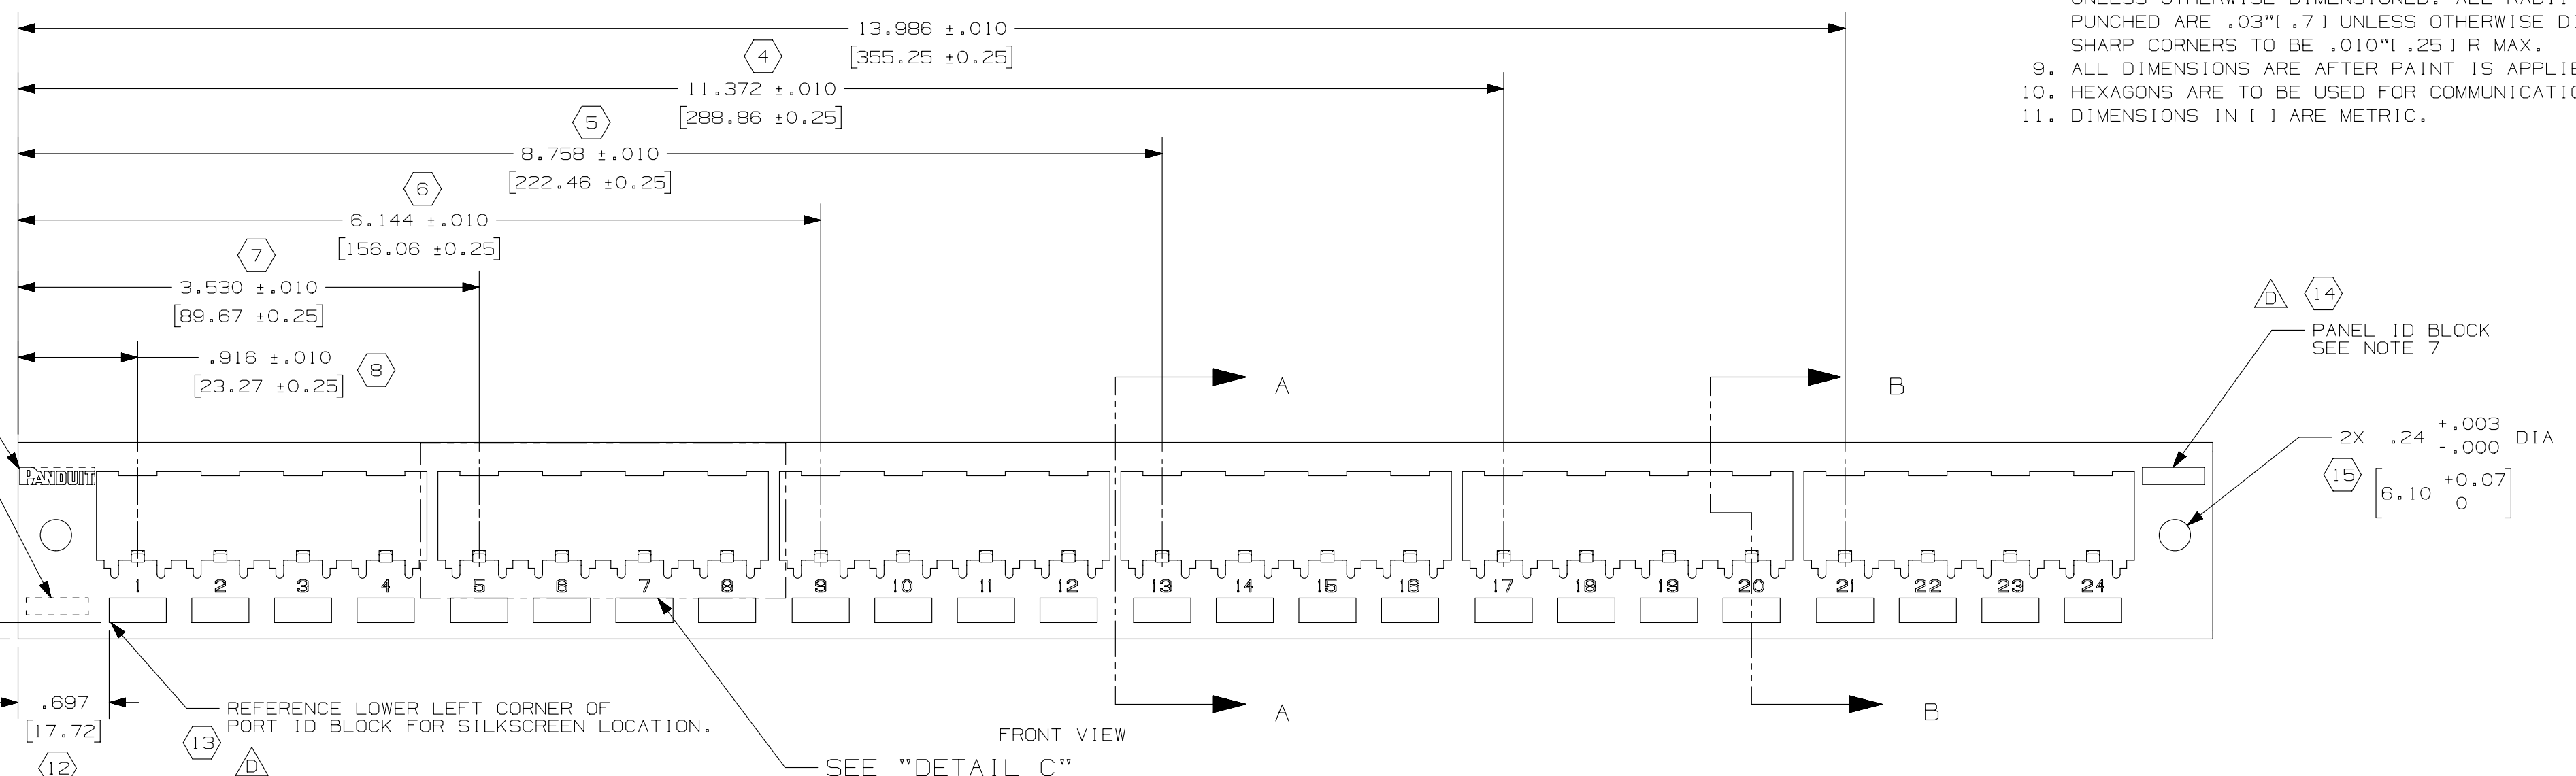 UNLESS OTHERWISE DIMENSIONED. ALL RADII
PUNCHED ARE .03"[ .7] UNLESS OTHERWISE
SHARP CORNERS TO BE .010"[ .25 ] R MAX.
9. ALL DIMENSIONS ARE AFTER PAINT IS
10. HEXAGONS ARE TO BE USED FOR
11. DIMENSIONS IN [ ] ARE METRIC.
13.986 ±.010
[355.25 ±0.25]
4
11.372 ±.010
[288.86 ±0.25]
5
8.758 ±.010
[222.46 ±0.25]
6
6.144 ±.010
[156.06 ±0.25]
7
3.530 ±.010
[89.67 ±0.25]
.916 ±.010
[23.27 ±0.25]
8
A
B
D 14
PANEL ID BLOCK
SEE NOTE 7
2X .24 +.003 -.000 DIA
15
[6.10 +0.07 0]
PANDUIT
1 2 3 4 5 6 7 8 9 10 11 12 13 14 15 16 17 18 19 20 21 22 23 24
.697
[17.72]
12
REFERENCE LOWER LEFT CORNER OF
PORT ID BLOCK FOR SILKSCREEN LOCATION.
13
D
A
B
FRONT VIEW
SEE "DETAIL C"